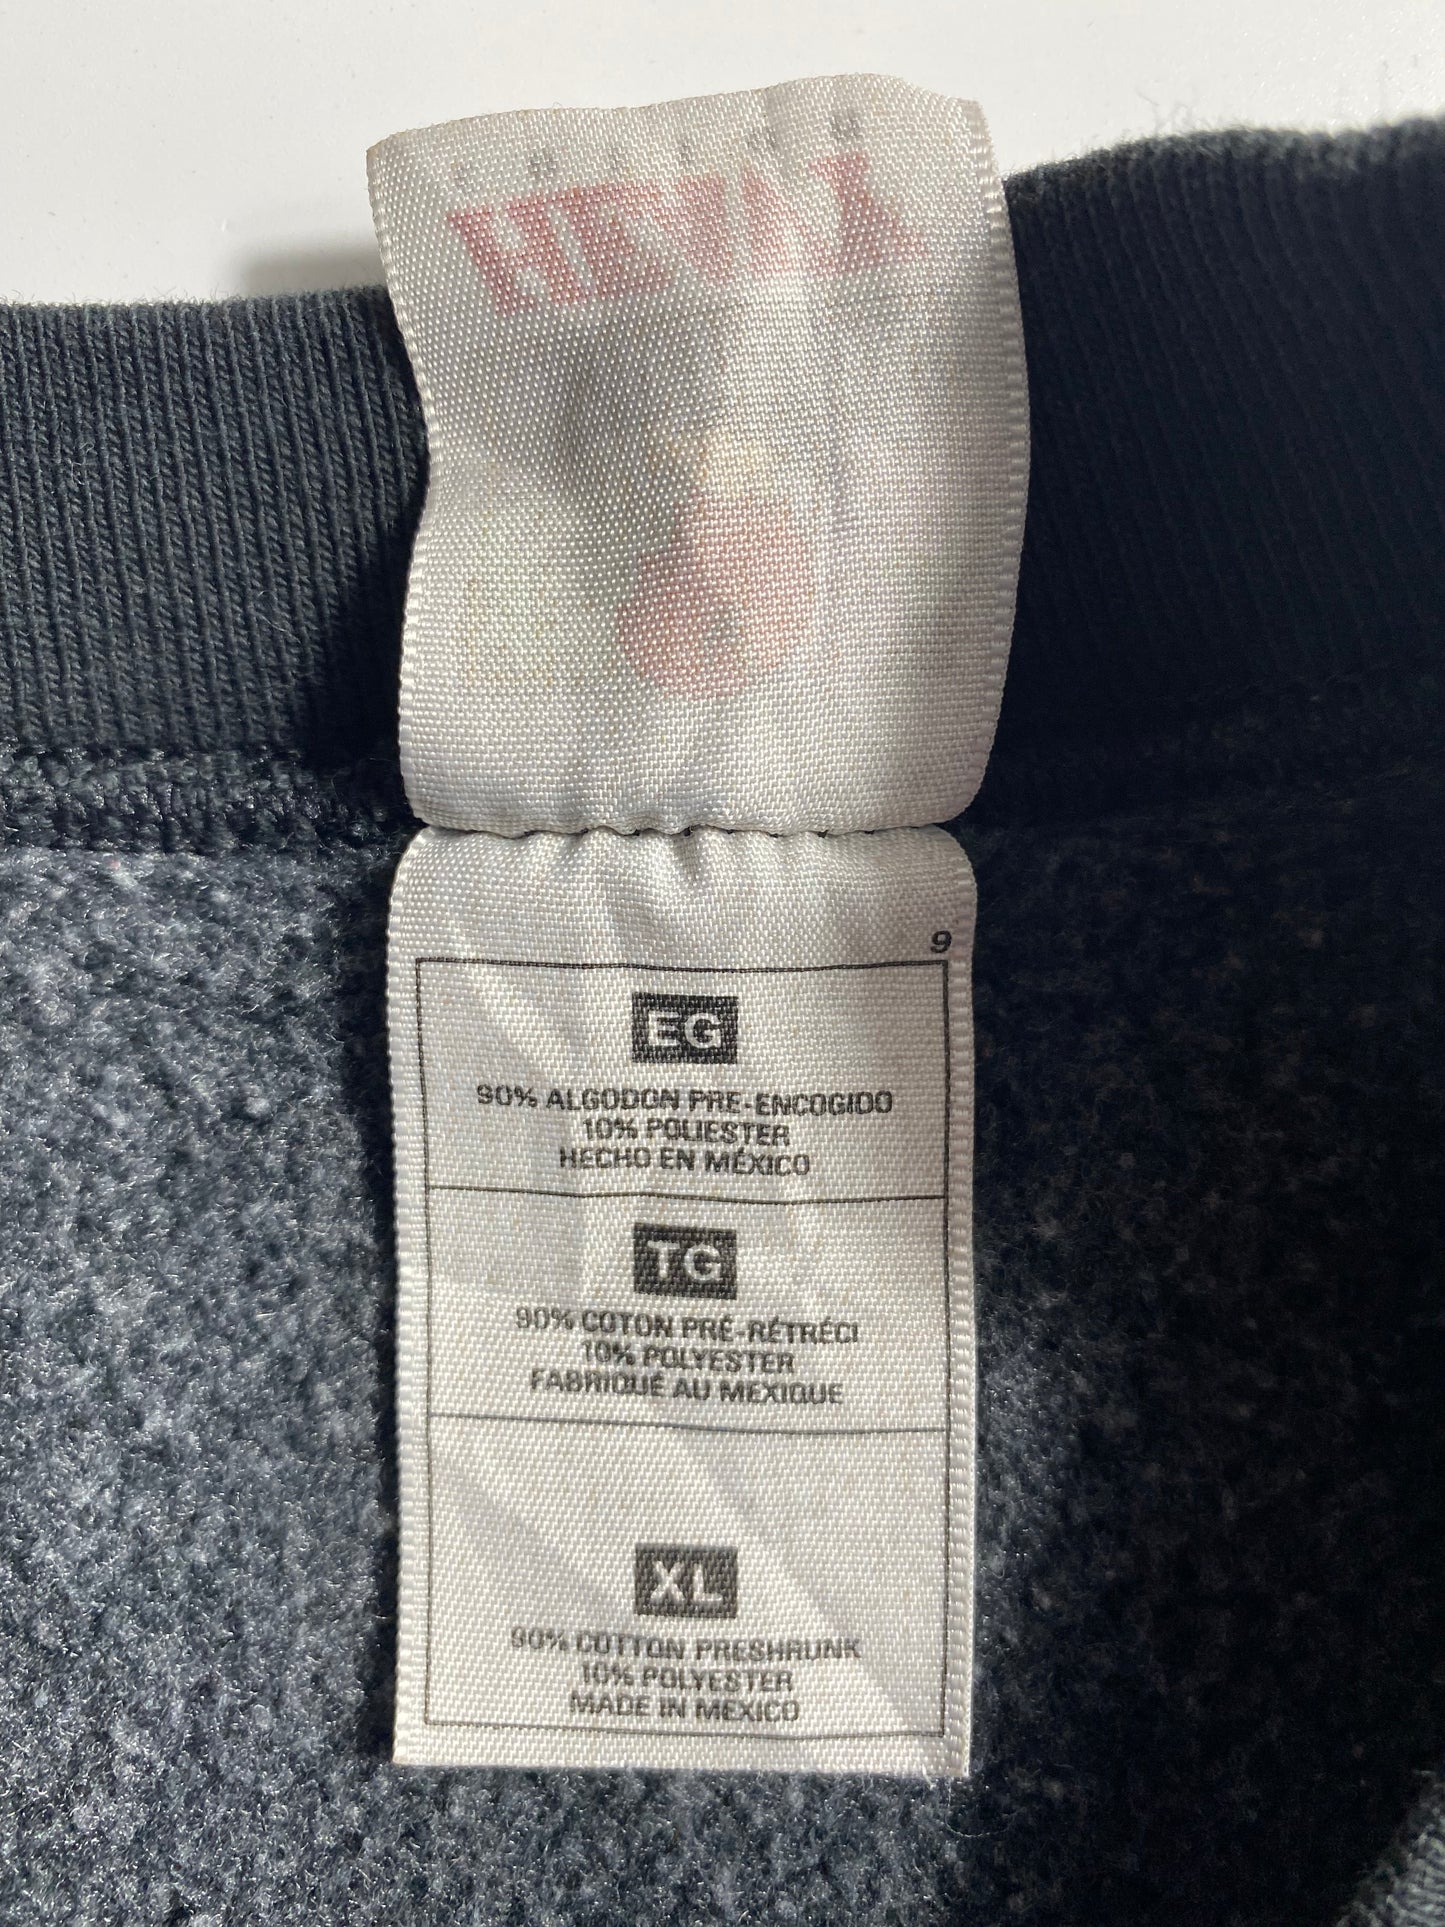 9
EG
90% ALGODON PRE-ENCOGIDO
10% POLIESTER
HECHO EN MÉXICO
TG
90% COTON PRÉ-RÉTRÉCI
10% POLYESTER
FABRIQUÉ AU MEXIQUE
XL
90% COTTON PRESHRUNK
10% POLYESTER
MADE IN MEXICO